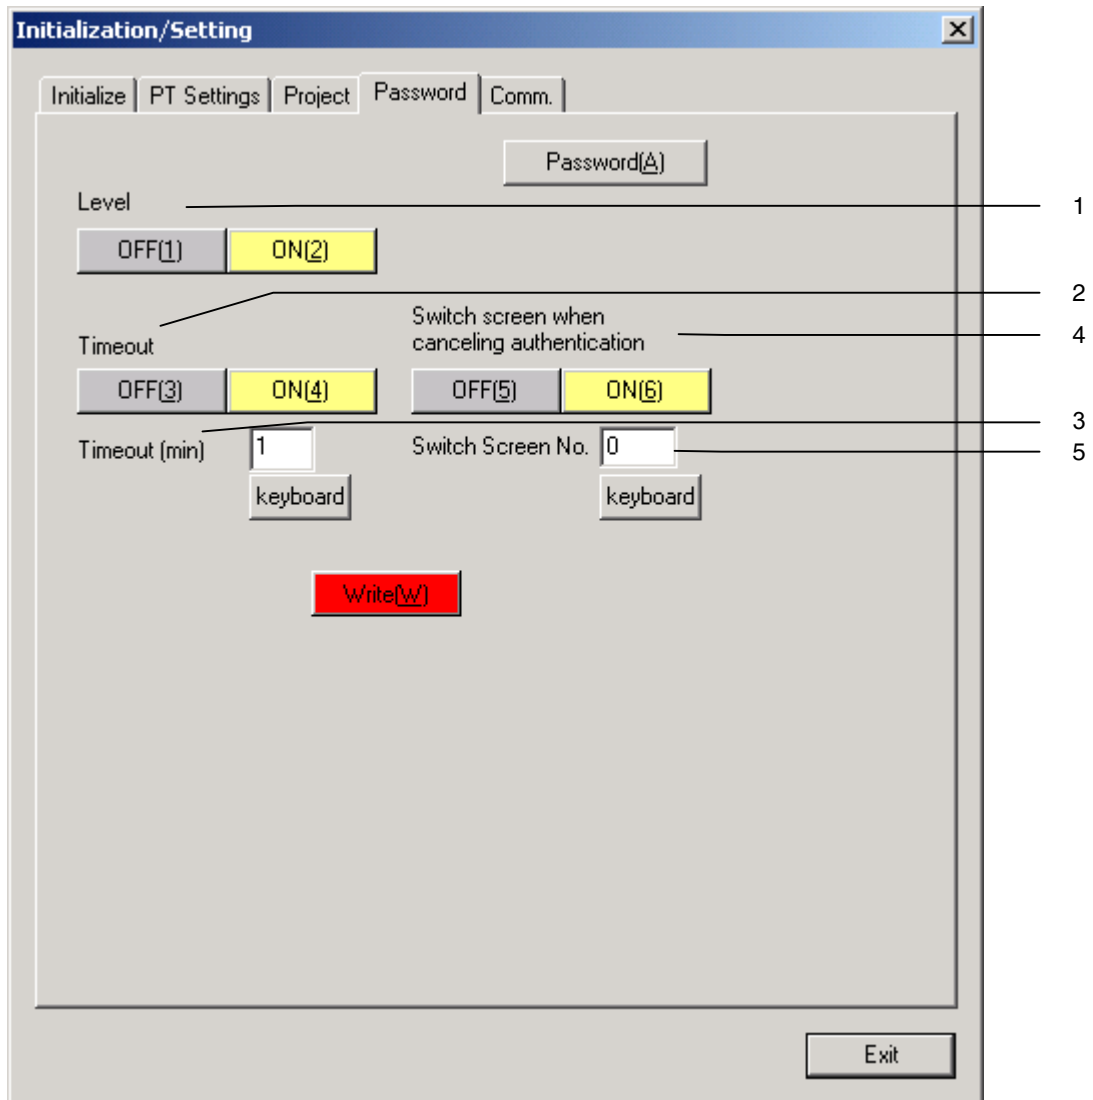 Initialization/Setting
Initialize PT Settings Project Password Comm.
Password(A)
Level 1
OFF(1) ON(2)
2
Switch screen when
canceling authentication 4
Timeout
OFF(3) ON(4) OFF(5) ON(6)
3
Timeout (min) 1 Switch Screen No. 0 5
keyboard keyboard
Write(W)
Exit